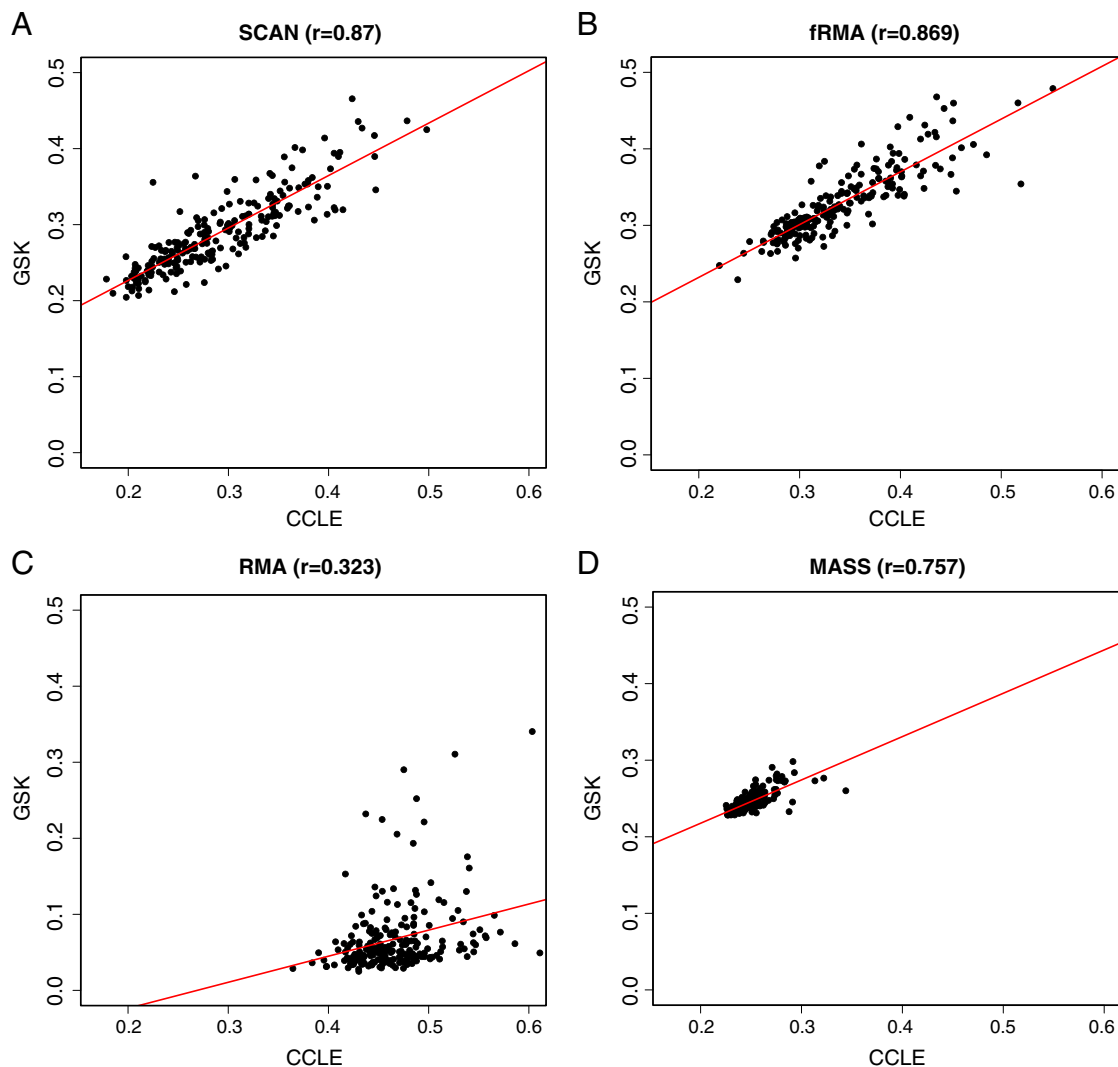 A
SCAN (r=0.87)
GSK
0.0 0.1 0.2 0.3 0.4 0.5
0.2 0.3 0.4 0.5 0.6
CCLE
B
fRMA (r=0.869)
GSK
0.0 0.1 0.2 0.3 0.4 0.5
0.2 0.3 0.4 0.5 0.6
CCLE
C
RMA (r=0.323)
GSK
0.0 0.1 0.2 0.3 0.4 0.5
0.2 0.3 0.4 0.5 0.6
CCLE
D
MASS (r=0.757)
GSK
0.0 0.1 0.2 0.3 0.4 0.5
0.2 0.3 0.4 0.5 0.6
CCLE